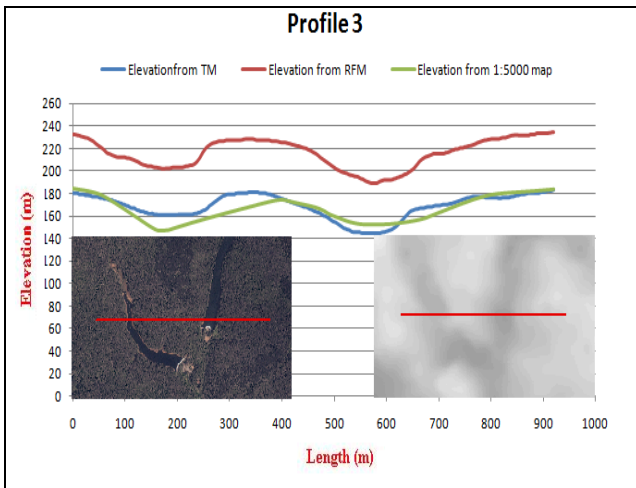 Profile 3
Elevationfrom TM
Elevation from RFM
Elevation from 1:5000 map
260
240
220
200
180
160
140
120
100
80
60
40
20
0
Elevation (m)
0 100 200 300 400 500 600 700 800 900 1000
Length (m)